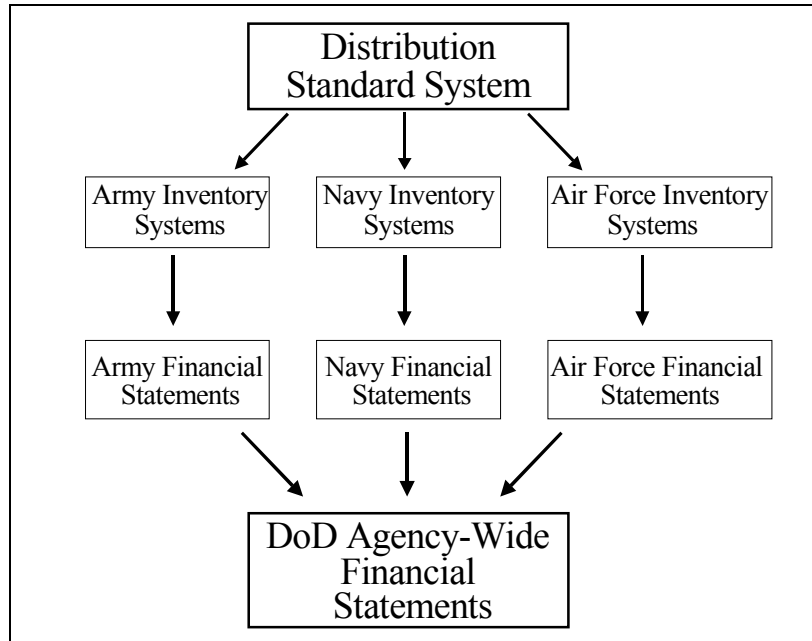 Distribution
Standard System
Army Inventory
Systems
Navy Inventory
Systems
Air Force Inventory
Systems
Army Financial
Statements
Navy Financial
Statements
Air Force Financial
Statements
DoD Agency-Wide
Financial
Statements